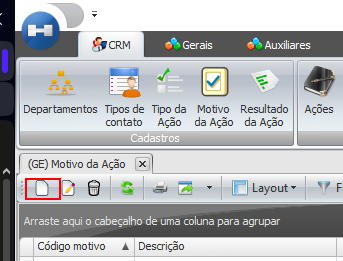 CRM Gerais Auxiliares
Departamentos Tipos de contato Tipo da Ação Motivo da Ação Resultado da Ação Ações
Cadastros
(GE) Motivo da Ação
Layout
Arraste aqui o cabeçalho de uma coluna para agrupar
Código motivo Descrição